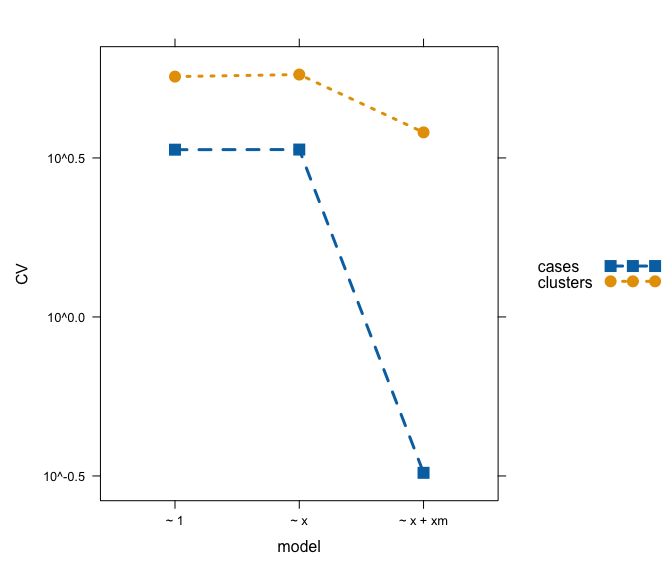 10^0.5
10^0.0
10^-0.5
CV
~ 1
~ x
~ x + xm
model
cases
clusters